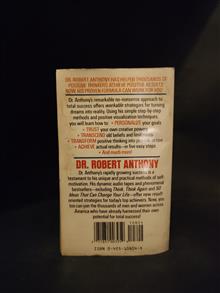 DR. ROBERT ANTHONY HAS HELPED THOUSANDS OF
POSITIVE THINKERS ACHIEVE POSITIVE RESULTS!
NOW HIS PROVEN FORMULA CAN WORK FOR YOU!
Dr. Anthony's remarkable no-nonsense approach to
total success offers workable strategies for turning
dreams into reality. Using his simple step-by-step
methods and positive visualization techniques
you will learn how to: • PERSONALIZE your goals
• TRUST your own creative powers
• TRANSCEND old beliefs and limitations
• TRANSFORM positive thinking into positive action
• ACHIEVE actual results—in five easy steps
• And much more!
DR. ROBERT ANTHONY
Dr. Anthony's rapidly growing success is a
testament to his unique and practical methods of self-
motivation. His dynamic audio tapes and phenomenal
bestsellers—including Think, Think Again and 50
Ideas That Can Change Your Life—offer new result-
oriented strategies for today's top achievers. Now, you
too can join the thousands of men and women across
America who have already harnessed their own
potential for total success!